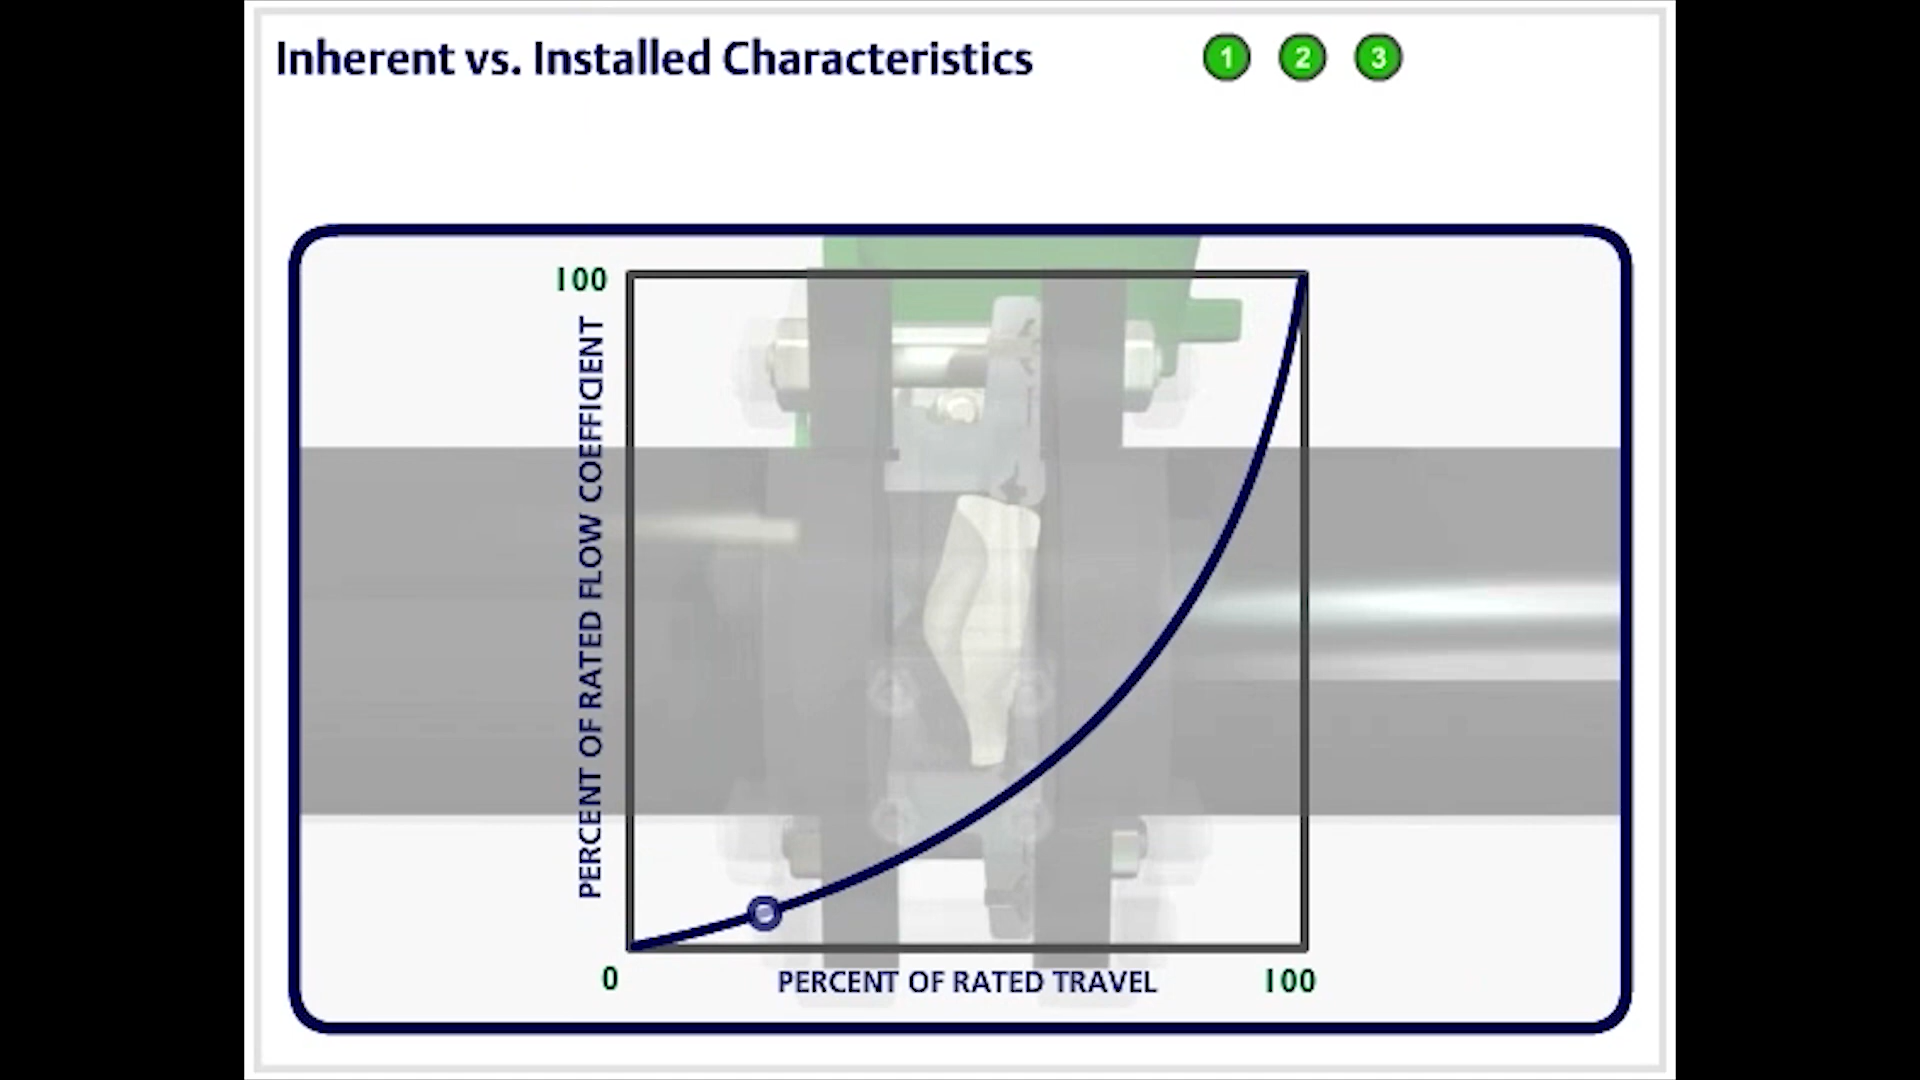 Inherent vs. Installed Characteristics
1 2 3
100
PERCENT OF RATED FLOW COEFFICIENT
0
PERCENT OF RATED TRAVEL
100